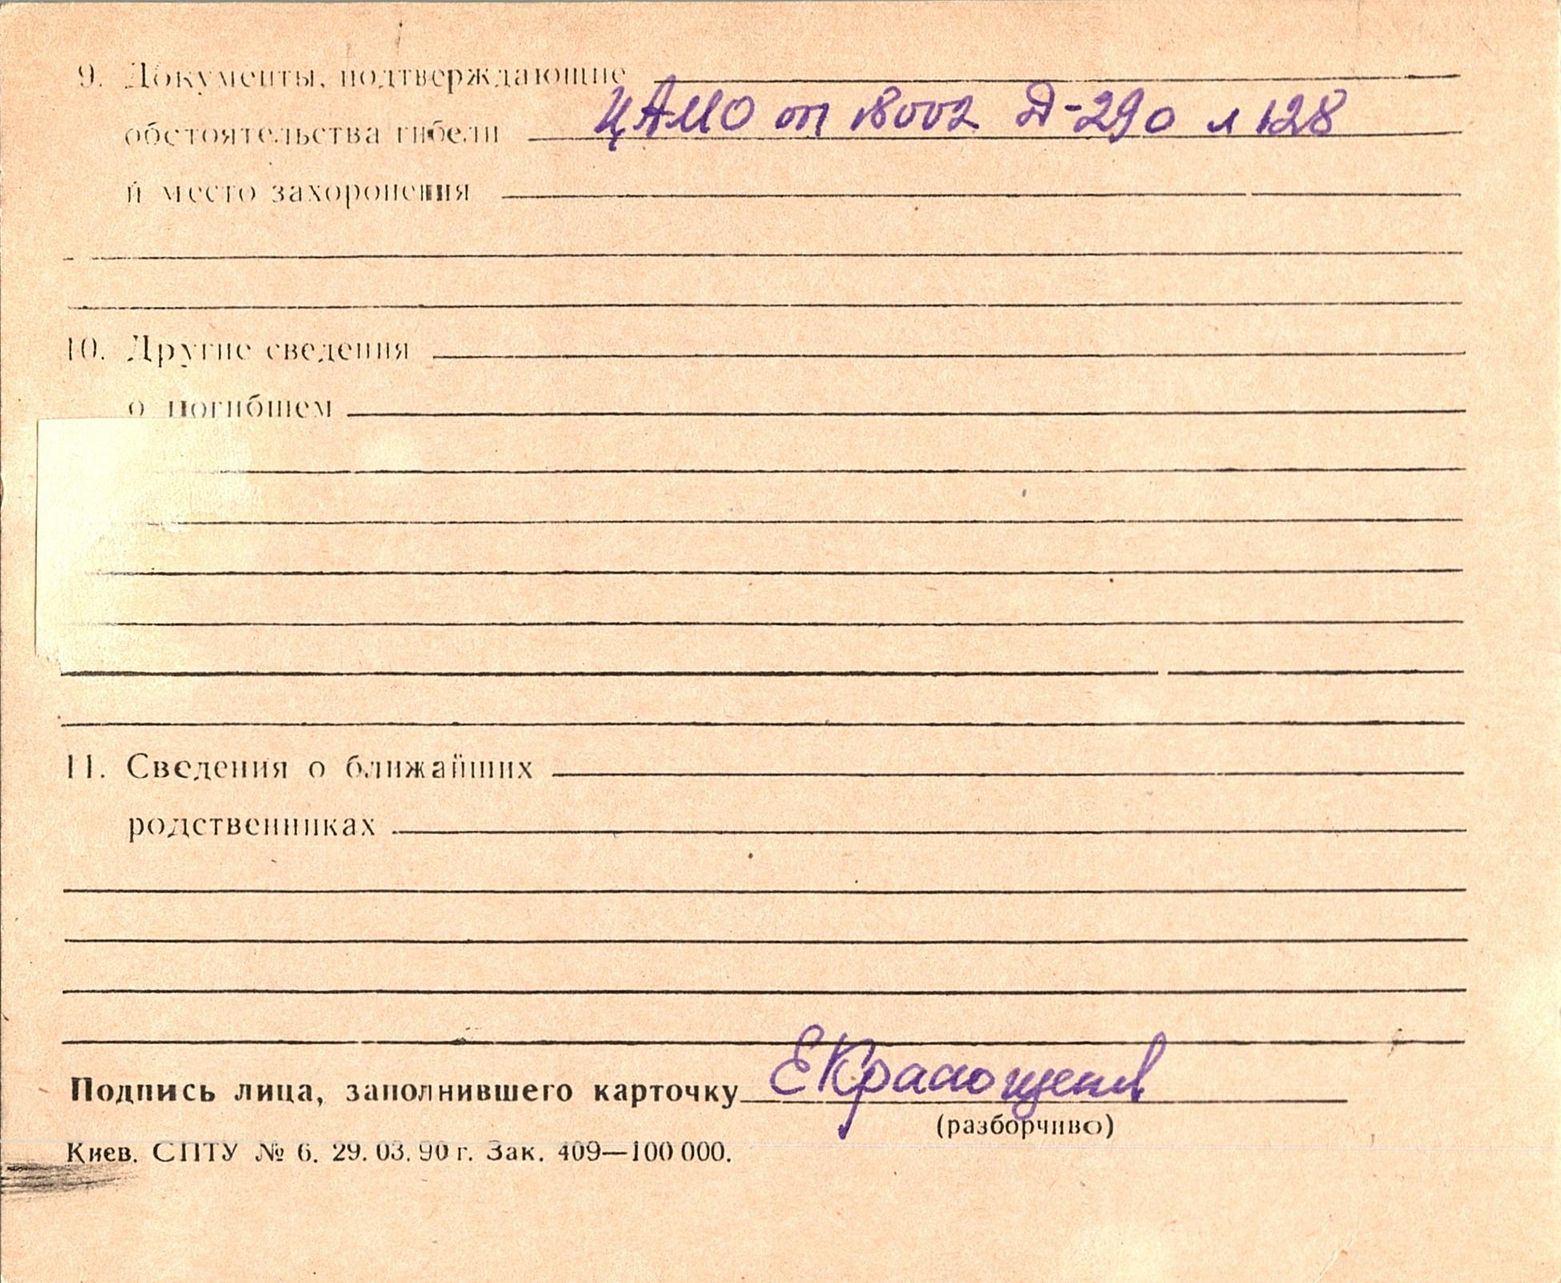 9. Документы, подтверждающие
обстоятельства гибели ЦАМО оп 18002 Д-290 л 128
и место захоронения
10. Другие сведения
о погибшем
11. Сведения о ближайших
родственниках
Подпись лица, заполнившего карточку
(разборчиво)
Киев. СПТУ № 6. 29.03.90 г. Зак. 409—100 000.